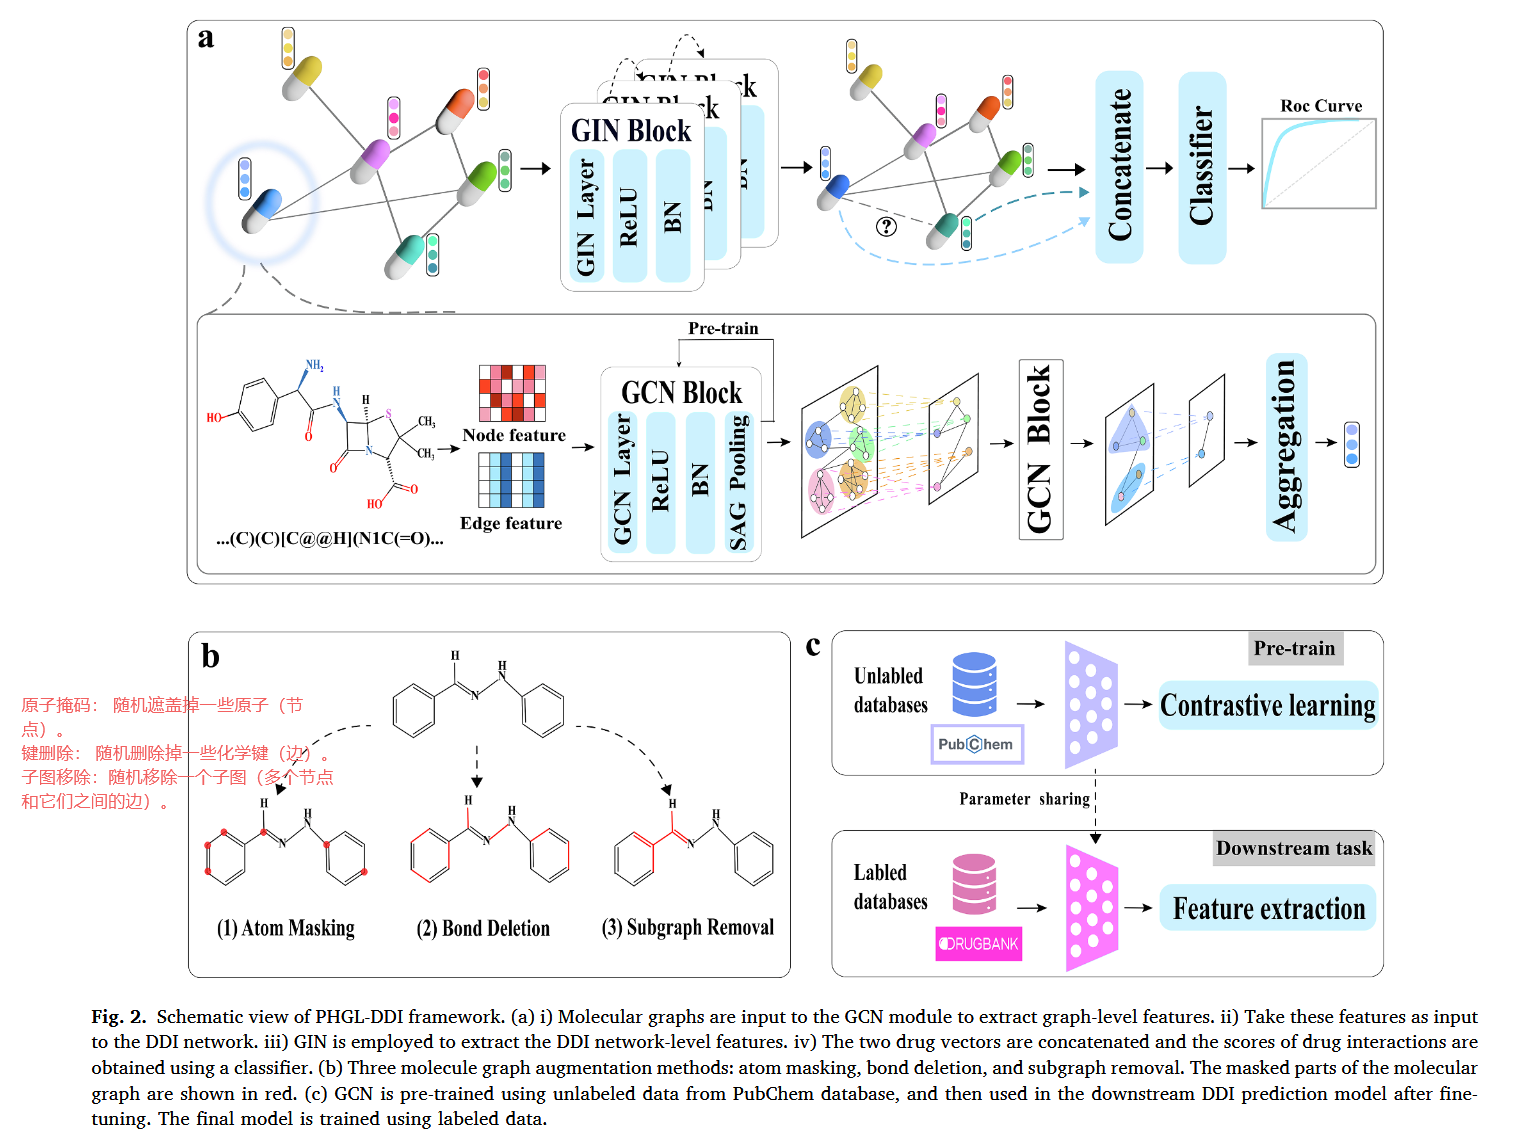 a
GIN Block
GIN Block
GIN Block
GIN Layer
ReLU
BN
BN
BN
?
Concatenate
Classifier
Roc Curve
Pre-train
NH2
HO
O
H
N
H
S
CH3
CH3
N
O
O
HO
...(C)(C)[C@@H](N1C(=O)...
Node feature
Edge feature
GCN Block
GCN Layer
ReLU
BN
SAG Pooling
GCN Block
Aggregation
b
H
N
H
N
原子掩码： 随机遮盖掉一些原子（节
点）。
键删除： 随机删除掉一些化学键（边）。
子图移除：随机移除一个子图（多个节点
和它们之间的边）。
H
N
H
N
H
N
H
N
H
N
H
N
(1) Atom Masking
(2) Bond Deletion
(3) Subgraph Removal
c
Pre-train
Unlabled
databases
PubChem
Contrastive learning
Parameter sharing
Downstream task
Labled
databases
DRUGBANK
Feature extraction
Fig. 2. Schematic view of PHGL-DDI framework. (a) i) Molecular graphs are input to the GCN module to extract graph-level features. ii) Take these features as input
to the DDI network. iii) GIN is employed to extract the DDI network-level features. iv) The two drug vectors are concatenated and the scores of drug interactions are
obtained using a classifier. (b) Three molecule graph augmentation methods: atom masking, bond deletion, and subgraph removal. The masked parts of the molecular
graph are shown in red. (c) GCN is pre-trained using unlabeled data from PubChem database, and then used in the downstream DDI prediction model after fine-
tuning. The final model is trained using labeled data.